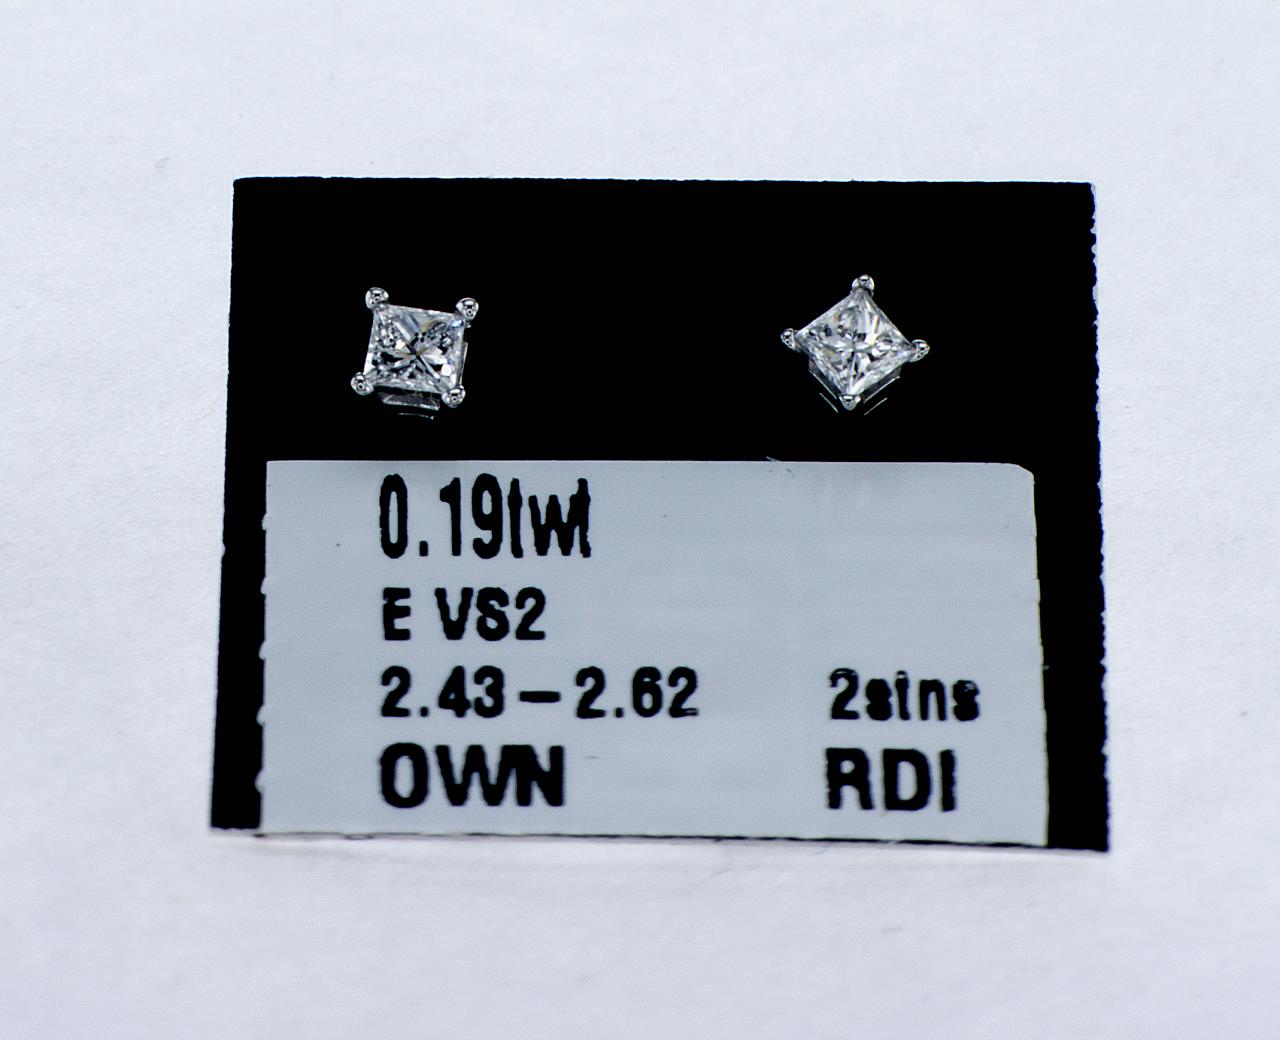 0.19twt
E VS2
2.43-2.62 2stns
OWN RDI